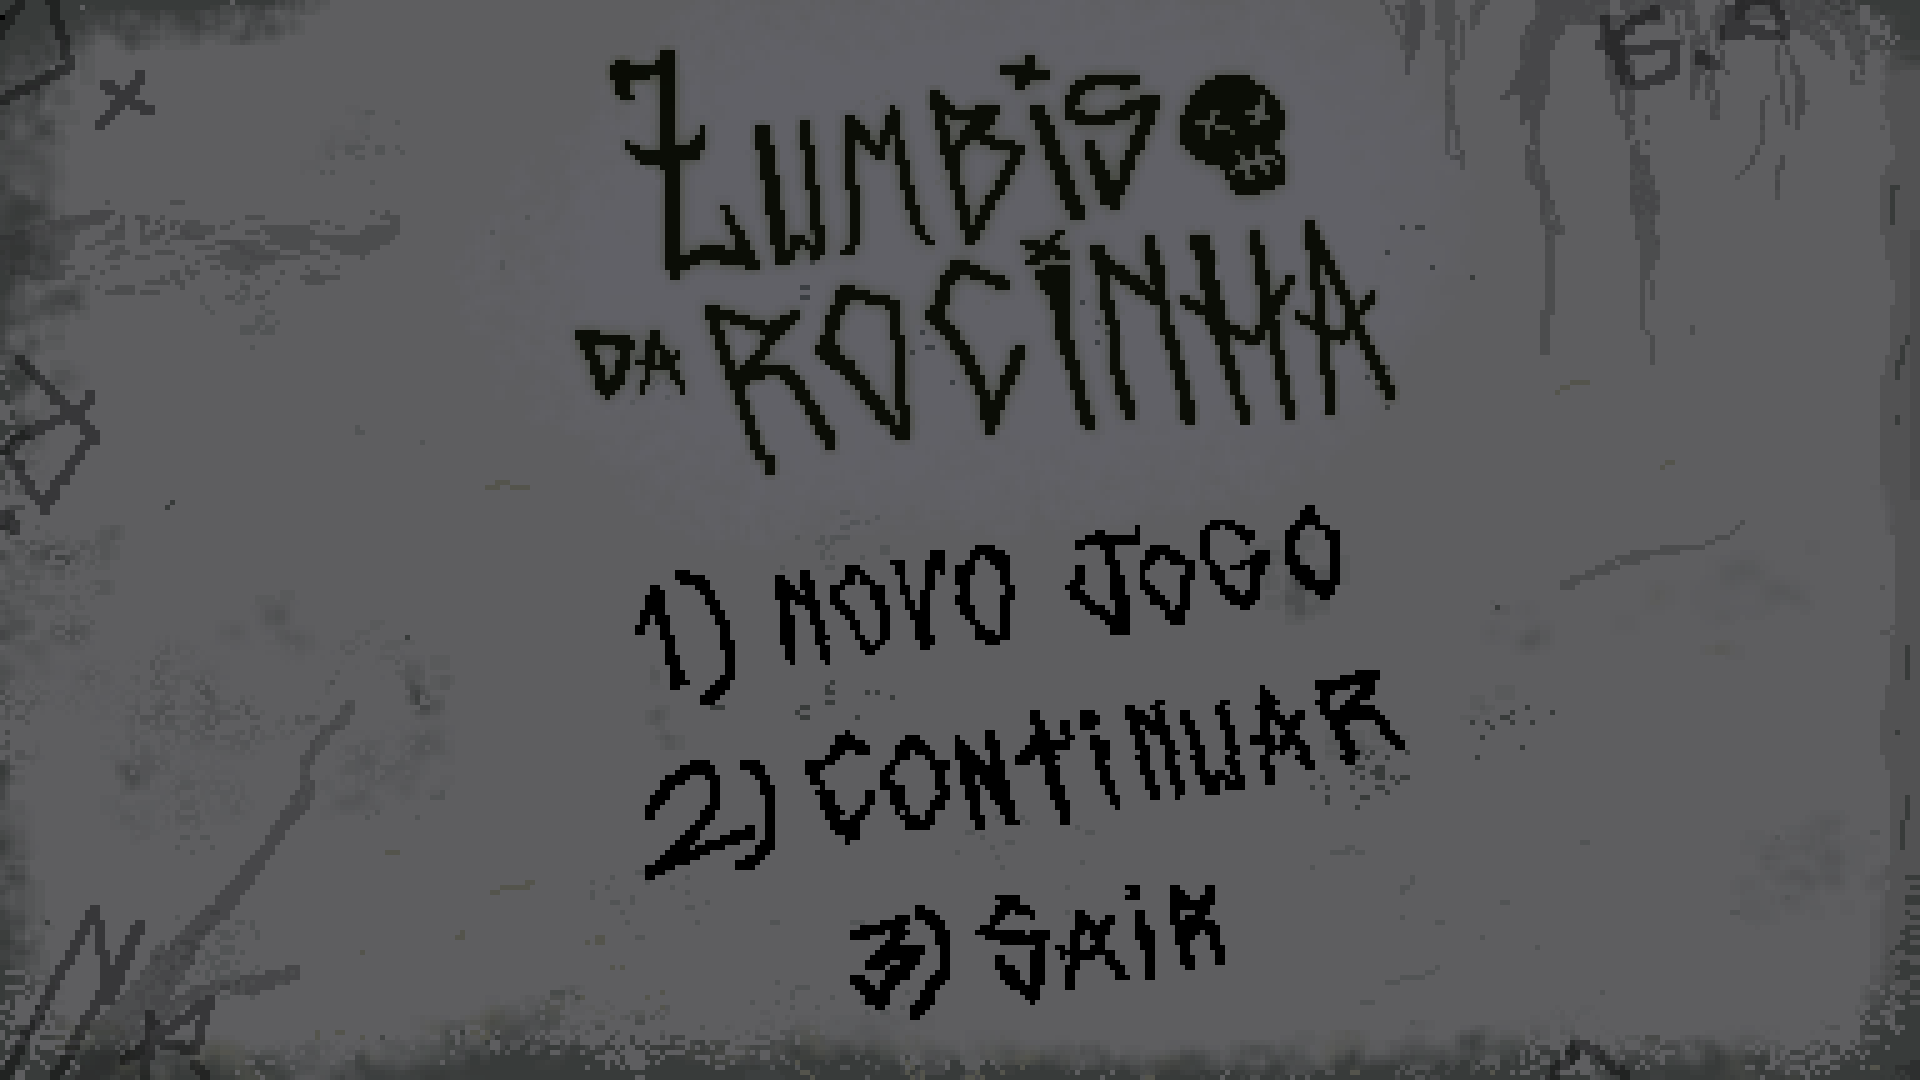 ZUMBiS
DA ROCiNHA
1) NOVO JOGO
2) CONtiNUAR
3) SAiR